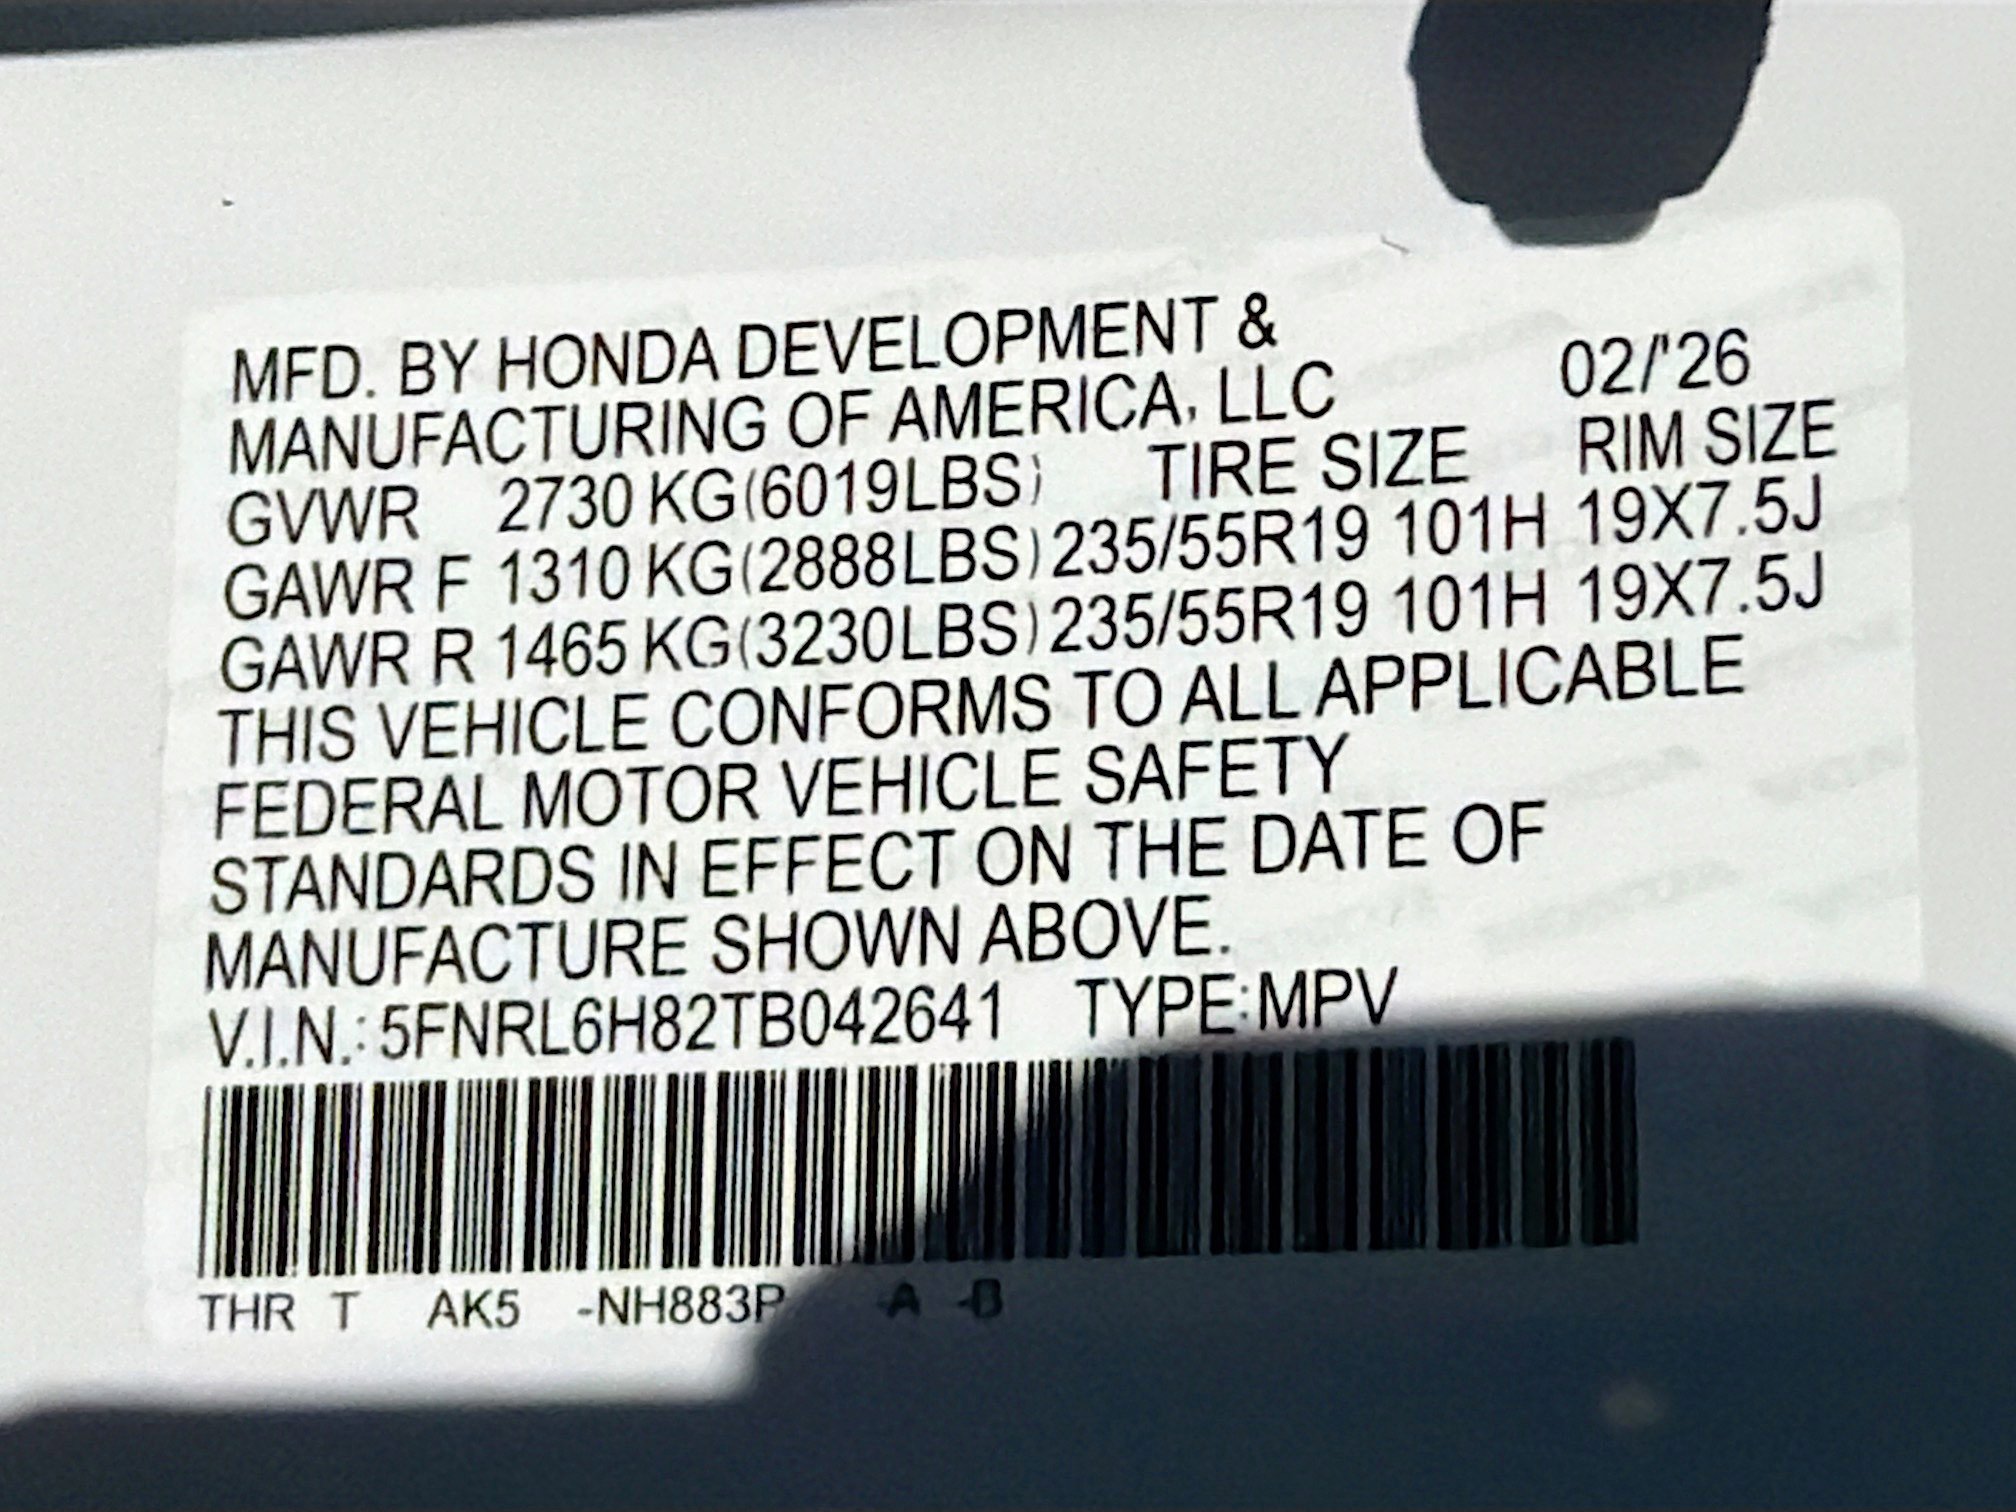 MFD. BY HONDA DEVELOPMENT &
MANUFACTURING OF AMERICA, LLC 02/'26
GVWR 2730 KG(6019LBS) TIRE SIZE RIM SIZE
GAWR F 1310 KG(2888LBS) 235/55R19 101H 19X7.5J
GAWR R 1465 KG(3230LBS) 235/55R19 101H 19X7.5J
THIS VEHICLE CONFORMS TO ALL APPLICABLE
FEDERAL MOTOR VEHICLE SAFETY
STANDARDS IN EFFECT ON THE DATE OF
MANUFACTURE SHOWN ABOVE.
V.I.N.: 5FNRL6H82TB042641 TYPE:MPV
THR T AK5 -NH883P -A -B